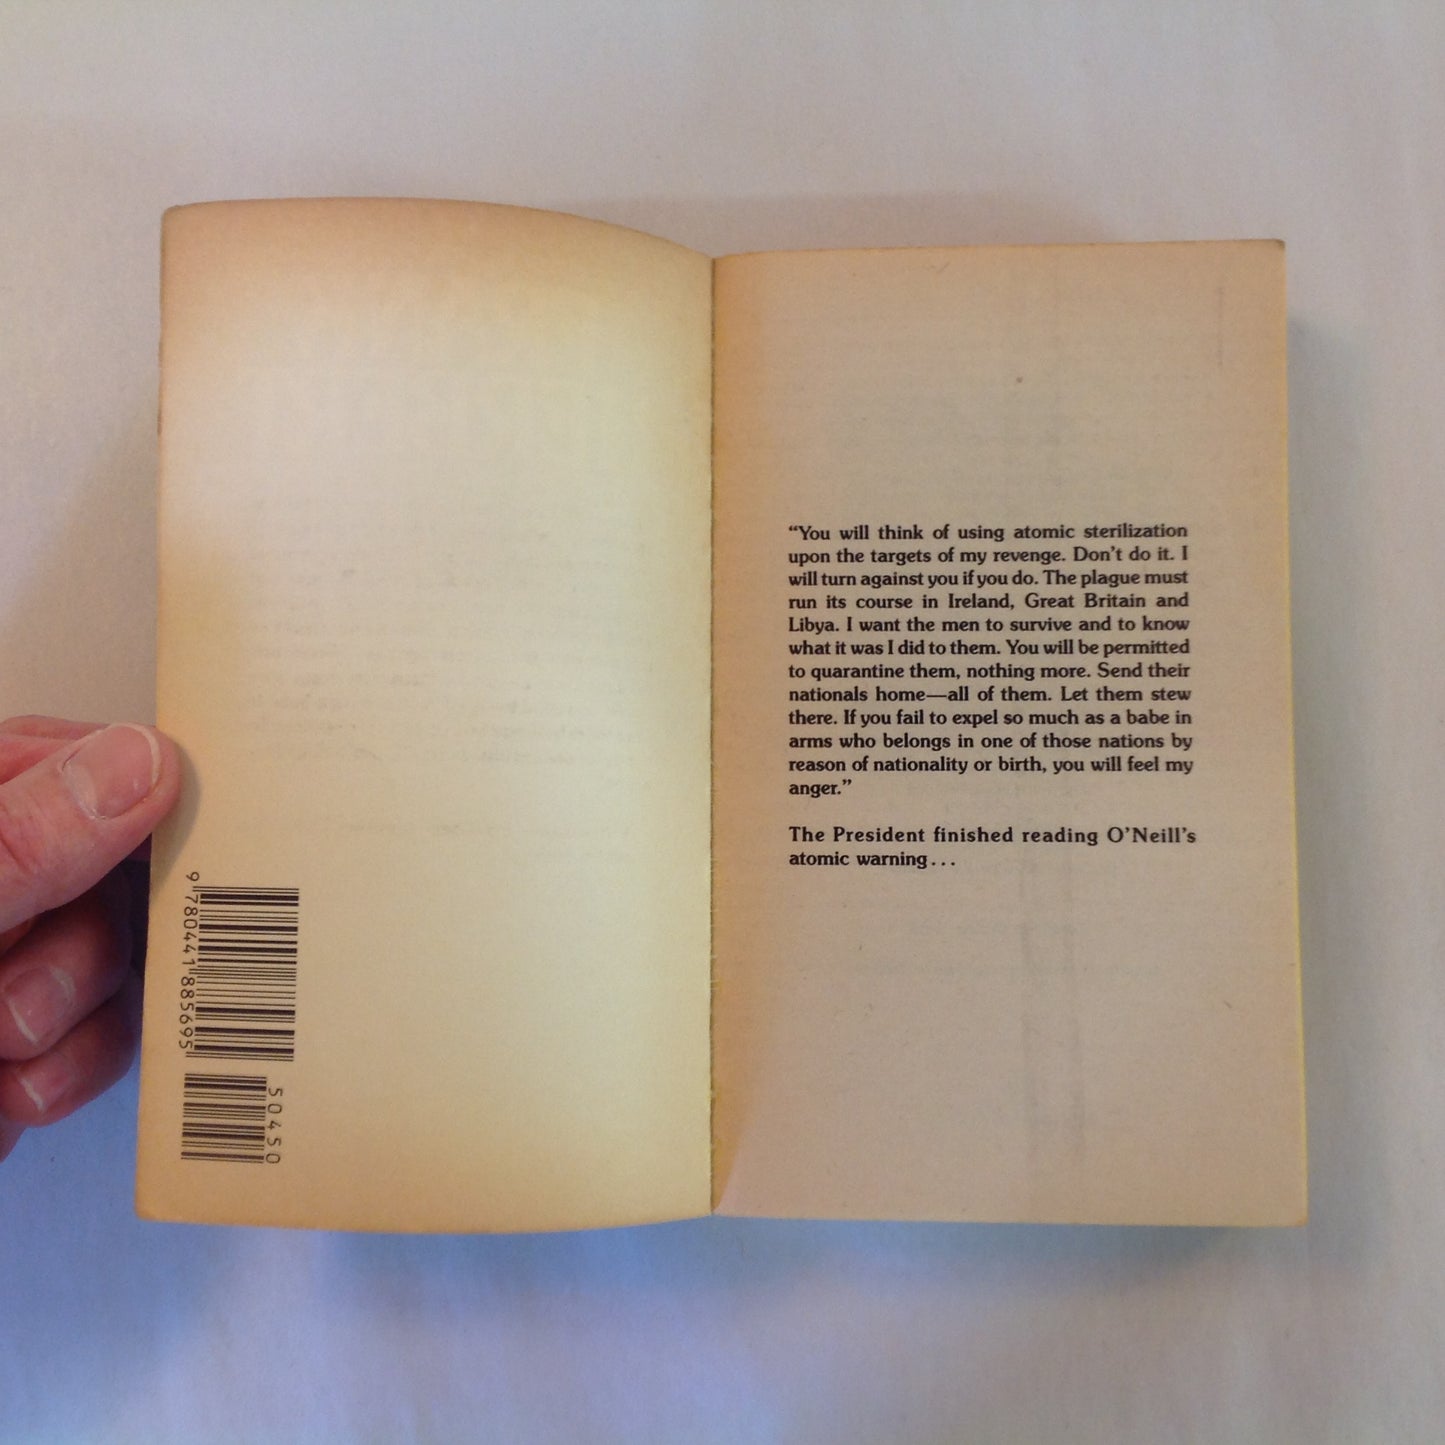 9780441885695
50450
“You will think of using atomic sterilization
upon the targets of my revenge. Don’t do it. I
will turn against you if you do. The plague must
run its course in Ireland, Great Britain and
Libya. I want the men to survive and to know
what it was I did to them. You will be permitted
to quarantine them, nothing more. Send their
nationals home—all of them. Let them stew
there. If you fail to expel so much as a babe in
arms who belongs in one of those nations by
reason of nationality or birth, you will feel my
anger.”
The President finished reading O’Neill’s
atomic warning . . .